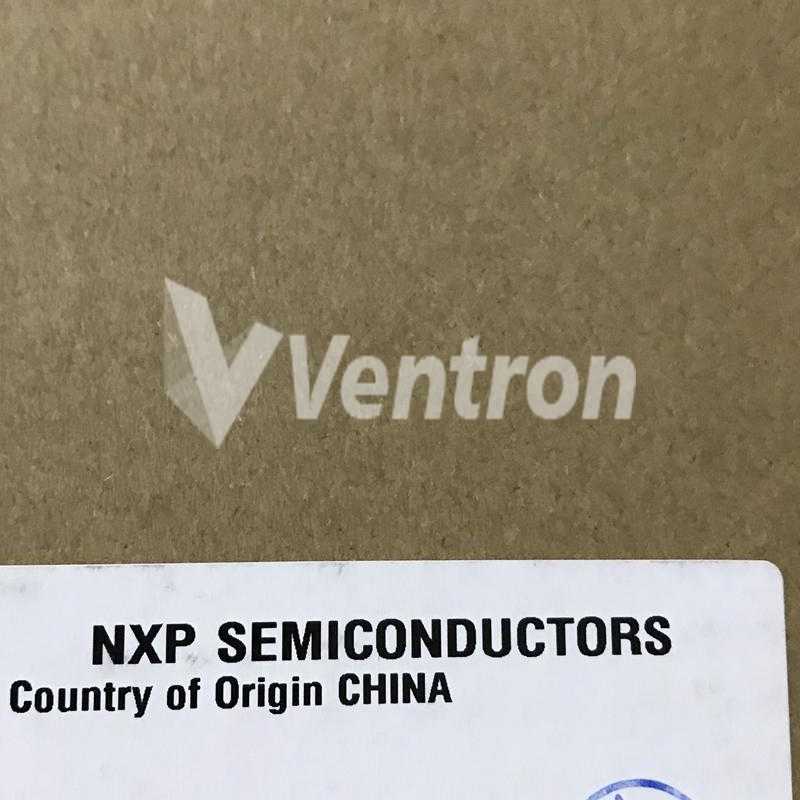 Ventron
NXP SEMICONDUCTORS
Country of Origin CHINA